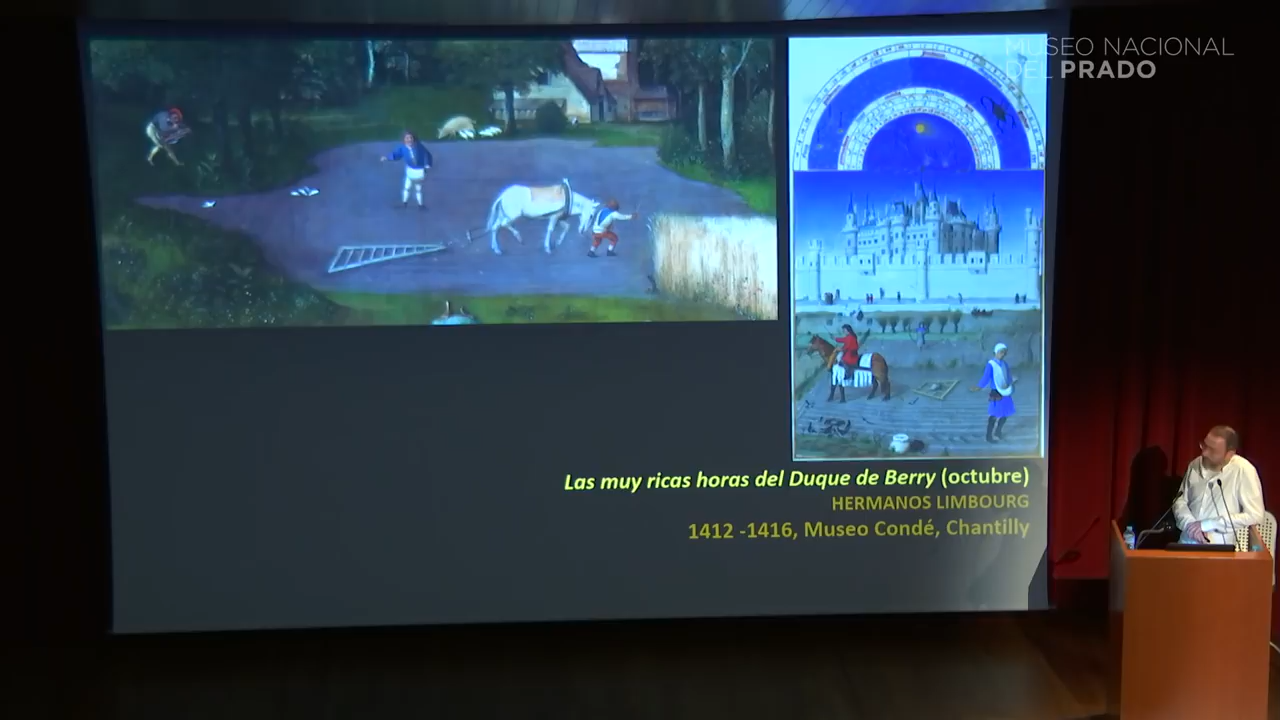 MUSEO NACIONAL
DEL PRADO
Las muy ricas horas del Duque de Berry (octubre)
HERMANOS LIMBOURG
1412 -1416, Museo Condé, Chantilly